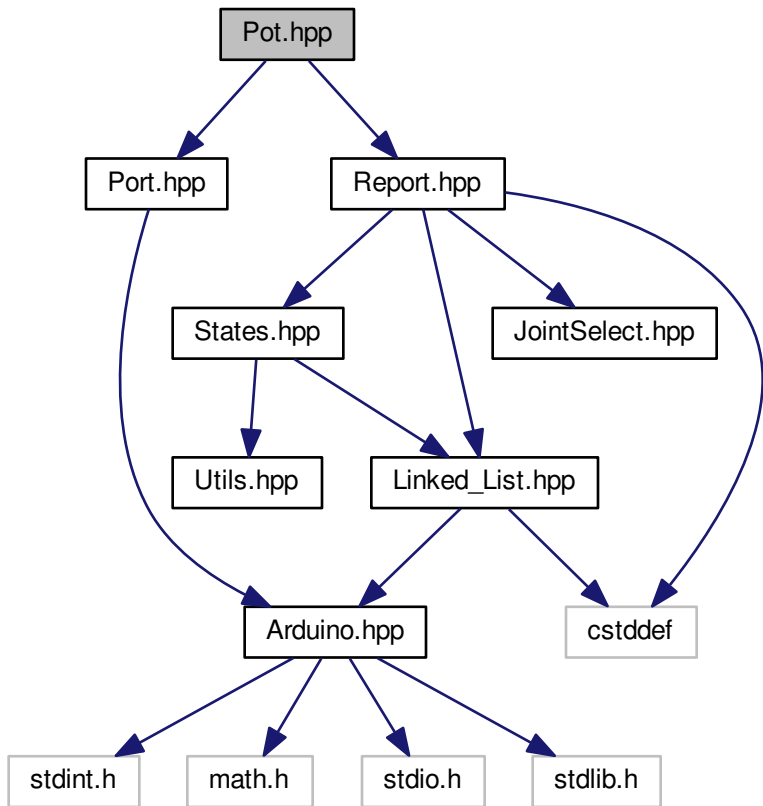 Pot.hpp
Port.hpp
Report.hpp
States.hpp
JointSelect.hpp
Utils.hpp
Linked_List.hpp
Arduino.hpp
cstddef
stdint.h
math.h
stdio.h
stdlib.h